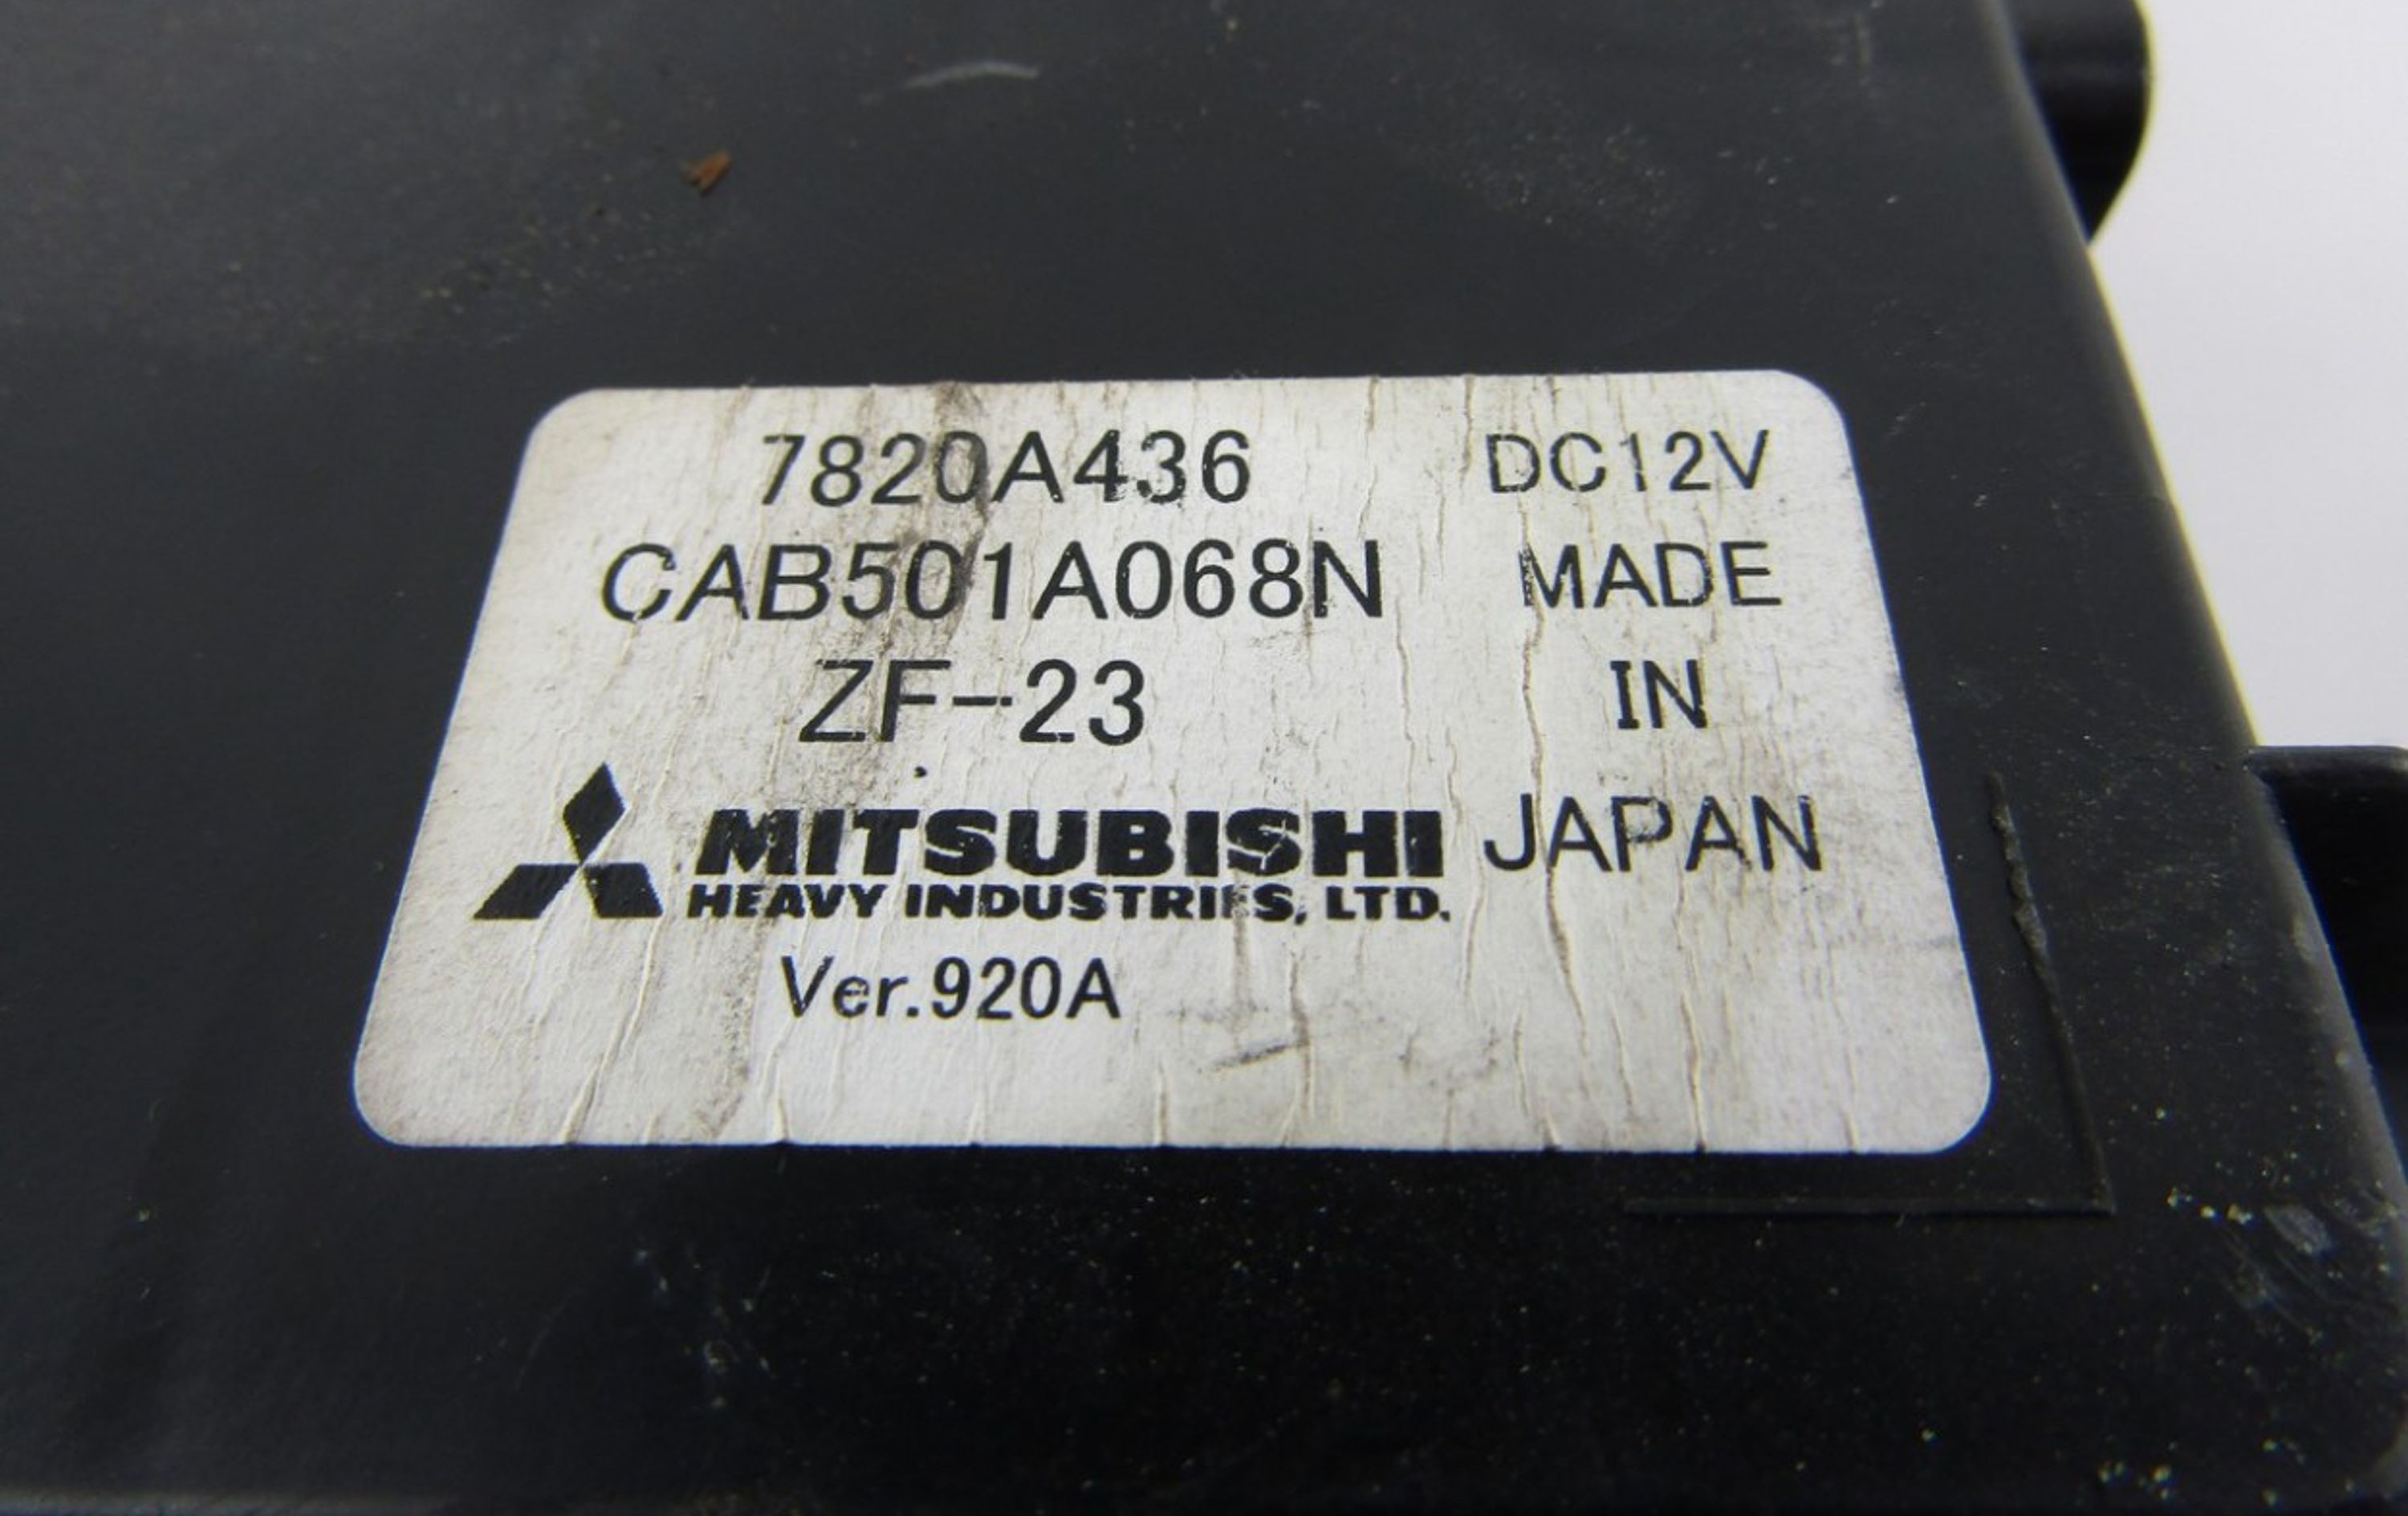 7820A436 DC12V
CAB501A068N MADE
ZF-23 IN
MITSUBISHI JAPAN
HEAVY INDUSTRIES, LTD.
Ver.920A